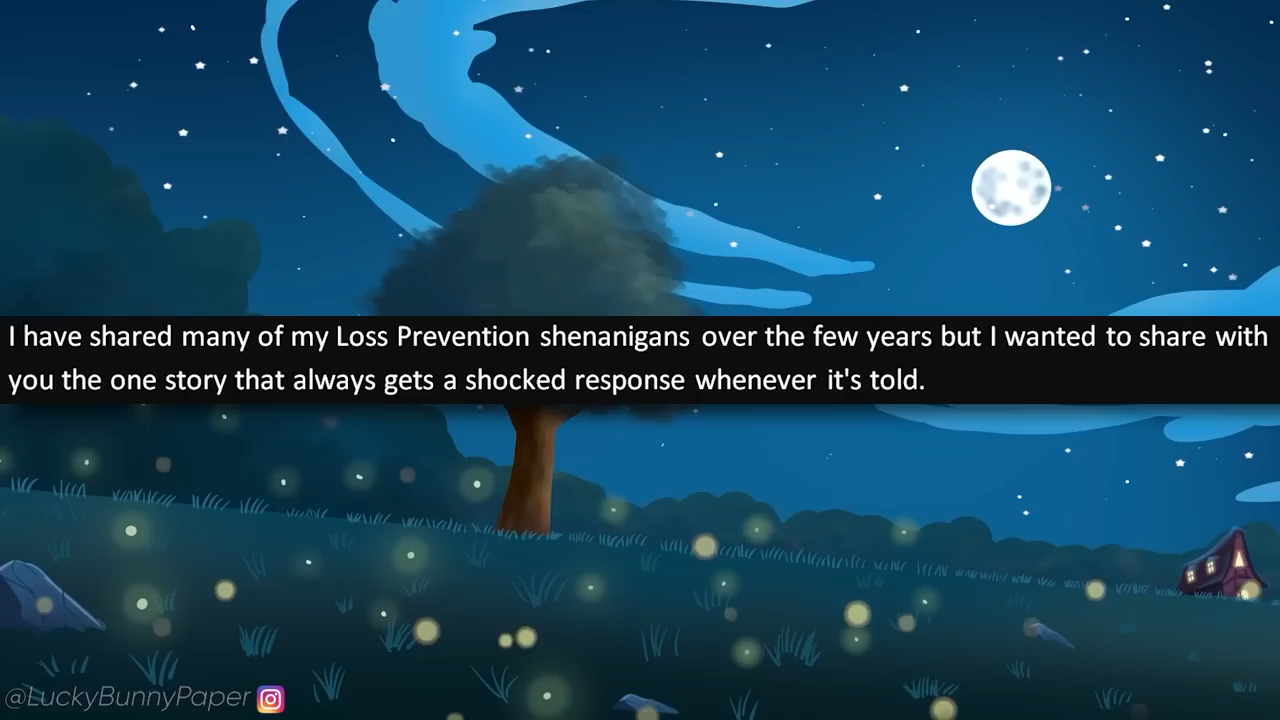 I have shared many of my Loss Prevention shenanigans over the few years but I wanted to share with
you the one story that always gets a shocked response whenever it's told.
@LuckyBunnyPaper